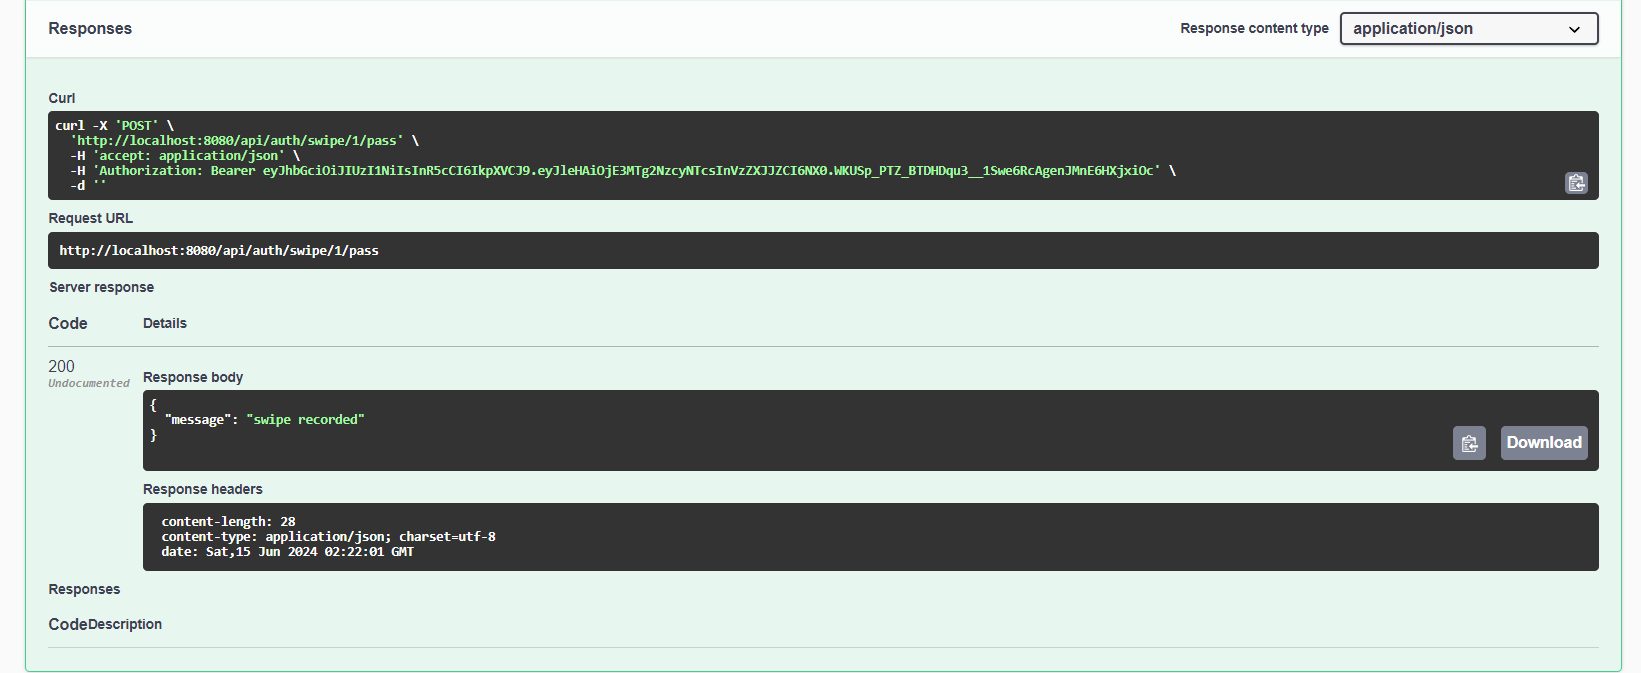 Responses
Response content type
application/json
Curl
curl -X 'POST' \
'http://localhost:8080/api/auth/swipe/1/pass' \
-H 'accept: application/json' \
-H 'Authorization: Bearer eyJhbGciOiJIUzI1NiIsInR5cCI6IkpXVCJ9.eyJleHAiOjE3MTg2NzcyNTcsInVzZXJJZCI6NX0.WKUSp_PTZ_BTDHDqu3__1Swe6RcAgenJMnE6HXjxiOc' \
-d ''
Request URL
http://localhost:8080/api/auth/swipe/1/pass
Server response
Code Details
200
Undocumented
Response body
{
"message": "swipe recorded"
}
Download
Response headers
content-length: 28
content-type: application/json; charset=utf-8
date: Sat,15 Jun 2024 02:22:01 GMT
Responses
Code Description